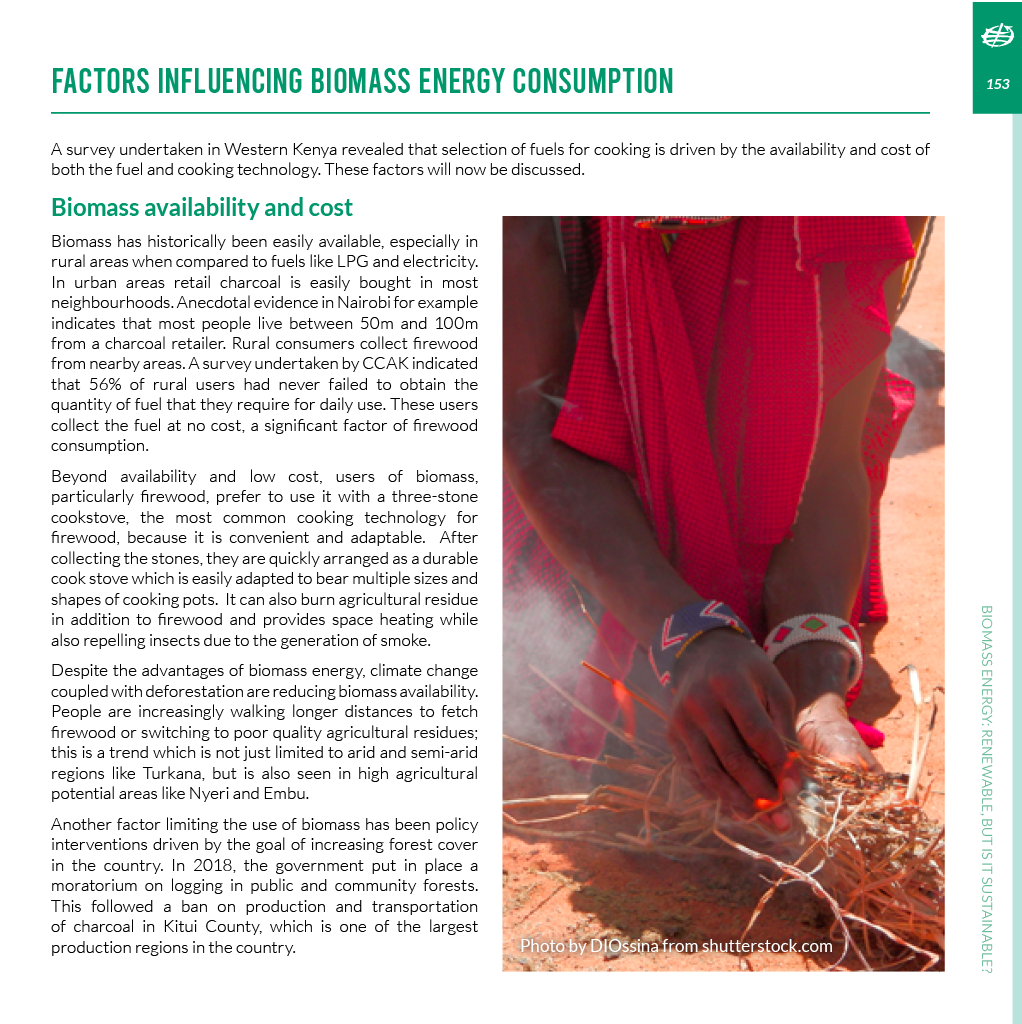 153
FACTORS INFLUENCING BIOMASS ENERGY CONSUMPTION
A survey undertaken in Western Kenya revealed that selection of fuels for cooking is driven by the availability and cost of
both the fuel and cooking technology. These factors will now be discussed.
Biomass availability and cost
Biomass has historically been easily available, especially in
rural areas when compared to fuels like LPG and electricity.
In urban areas retail charcoal is easily bought in most
neighbourhoods. Anecdotal evidence in Nairobi for example
indicates that most people live between 50m and 100m
from a charcoal retailer. Rural consumers collect firewood
from nearby areas. A survey undertaken by CCAK indicated
that 56% of rural users had never failed to obtain the
quantity of fuel that they require for daily use. These users
collect the fuel at no cost, a significant factor of firewood
consumption.
Beyond availability and low cost, users of biomass,
particularly firewood, prefer to use it with a three-stone
cookstove, the most common cooking technology for
firewood, because it is convenient and adaptable. After
collecting the stones, they are quickly arranged as a durable
cook stove which is easily adapted to bear multiple sizes and
shapes of cooking pots. It can also burn agricultural residue
in addition to firewood and provides space heating while
also repelling insects due to the generation of smoke.
Despite the advantages of biomass energy, climate change
coupled with deforestation are reducing biomass availability.
People are increasingly walking longer distances to fetch
firewood or switching to poor quality agricultural residues;
this is a trend which is not just limited to arid and semi-arid
regions like Turkana, but is also seen in high agricultural
potential areas like Nyeri and Embu.
Another factor limiting the use of biomass has been policy
interventions driven by the goal of increasing forest cover
in the country. In 2018, the government put in place a
moratorium on logging in public and community forests.
This followed a ban on production and transportation
of charcoal in Kitui County, which is one of the largest
production regions in the country.
Photo by DIOssina from shutterstock.com
BIOMASS ENERGY: RENEWABLE, BUT IS IT SUSTAINABLE?